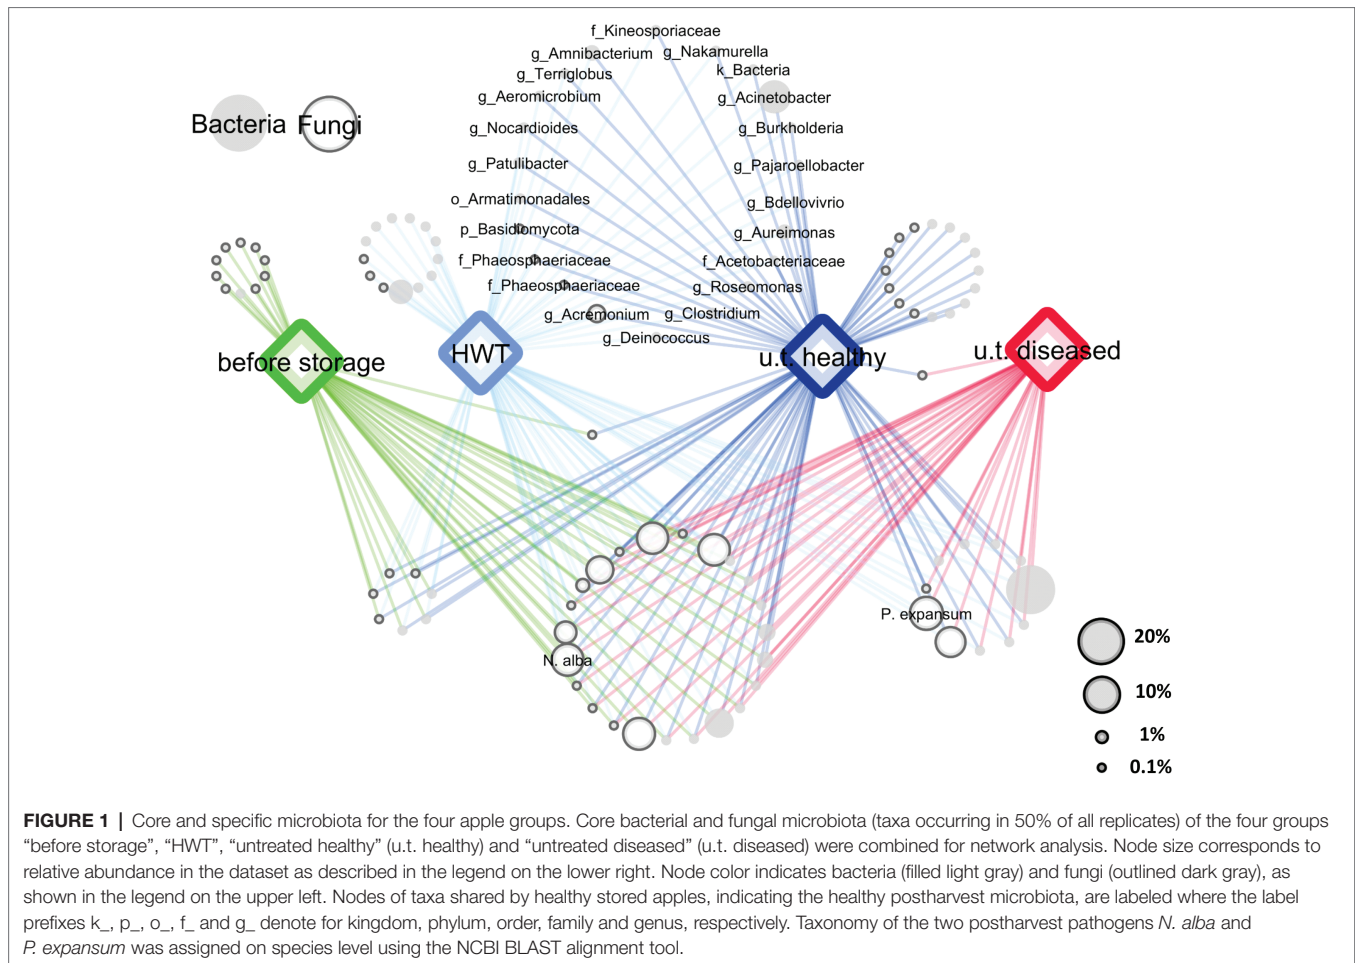 f_Kineosporiaceae
g_Amnibacterium g_Nakamurella
g_Terriglobus k_Bacteria
g_Aeromicrobium g_Acinetobacter
Bacteria Fungi
g_Nocardioides g_Burkholderia
g_Patulibacter g_Pajaroellobacter
o_Armatimonadales g_Bdellovivrio
p_Basidiomycota g_Aureimonas
f_Phaeosphaeriaceae f_Acetobacteriaceae
f_Phaeosphaeriaceae g_Roseomonas
g_Acremonium g_Clostridium
g_Deinococcus
before storage HWT u.t. healthy u.t. diseased
P. expansum
N. alba
20%
10%
1%
0.1%
FIGURE 1 | Core and specific microbiota for the four apple groups. Core bacterial and fungal microbiota (taxa occurring in 50% of all replicates) of the four groups
“before storage”, “HWT”, “untreated healthy” (u.t. healthy) and “untreated diseased” (u.t. diseased) were combined for network analysis. Node size corresponds to
relative abundance in the dataset as described in the legend on the lower right. Node color indicates bacteria (filled light gray) and fungi (outlined dark gray), as
shown in the legend on the upper left. Nodes of taxa shared by healthy stored apples, indicating the healthy postharvest microbiota, are labeled where the label
prefixes k_, p_, o_, f_ and g_ denote for kingdom, phylum, order, family and genus, respectively. Taxonomy of the two postharvest pathogens N. alba and
P. expansum was assigned on species level using the NCBI BLAST alignment tool.